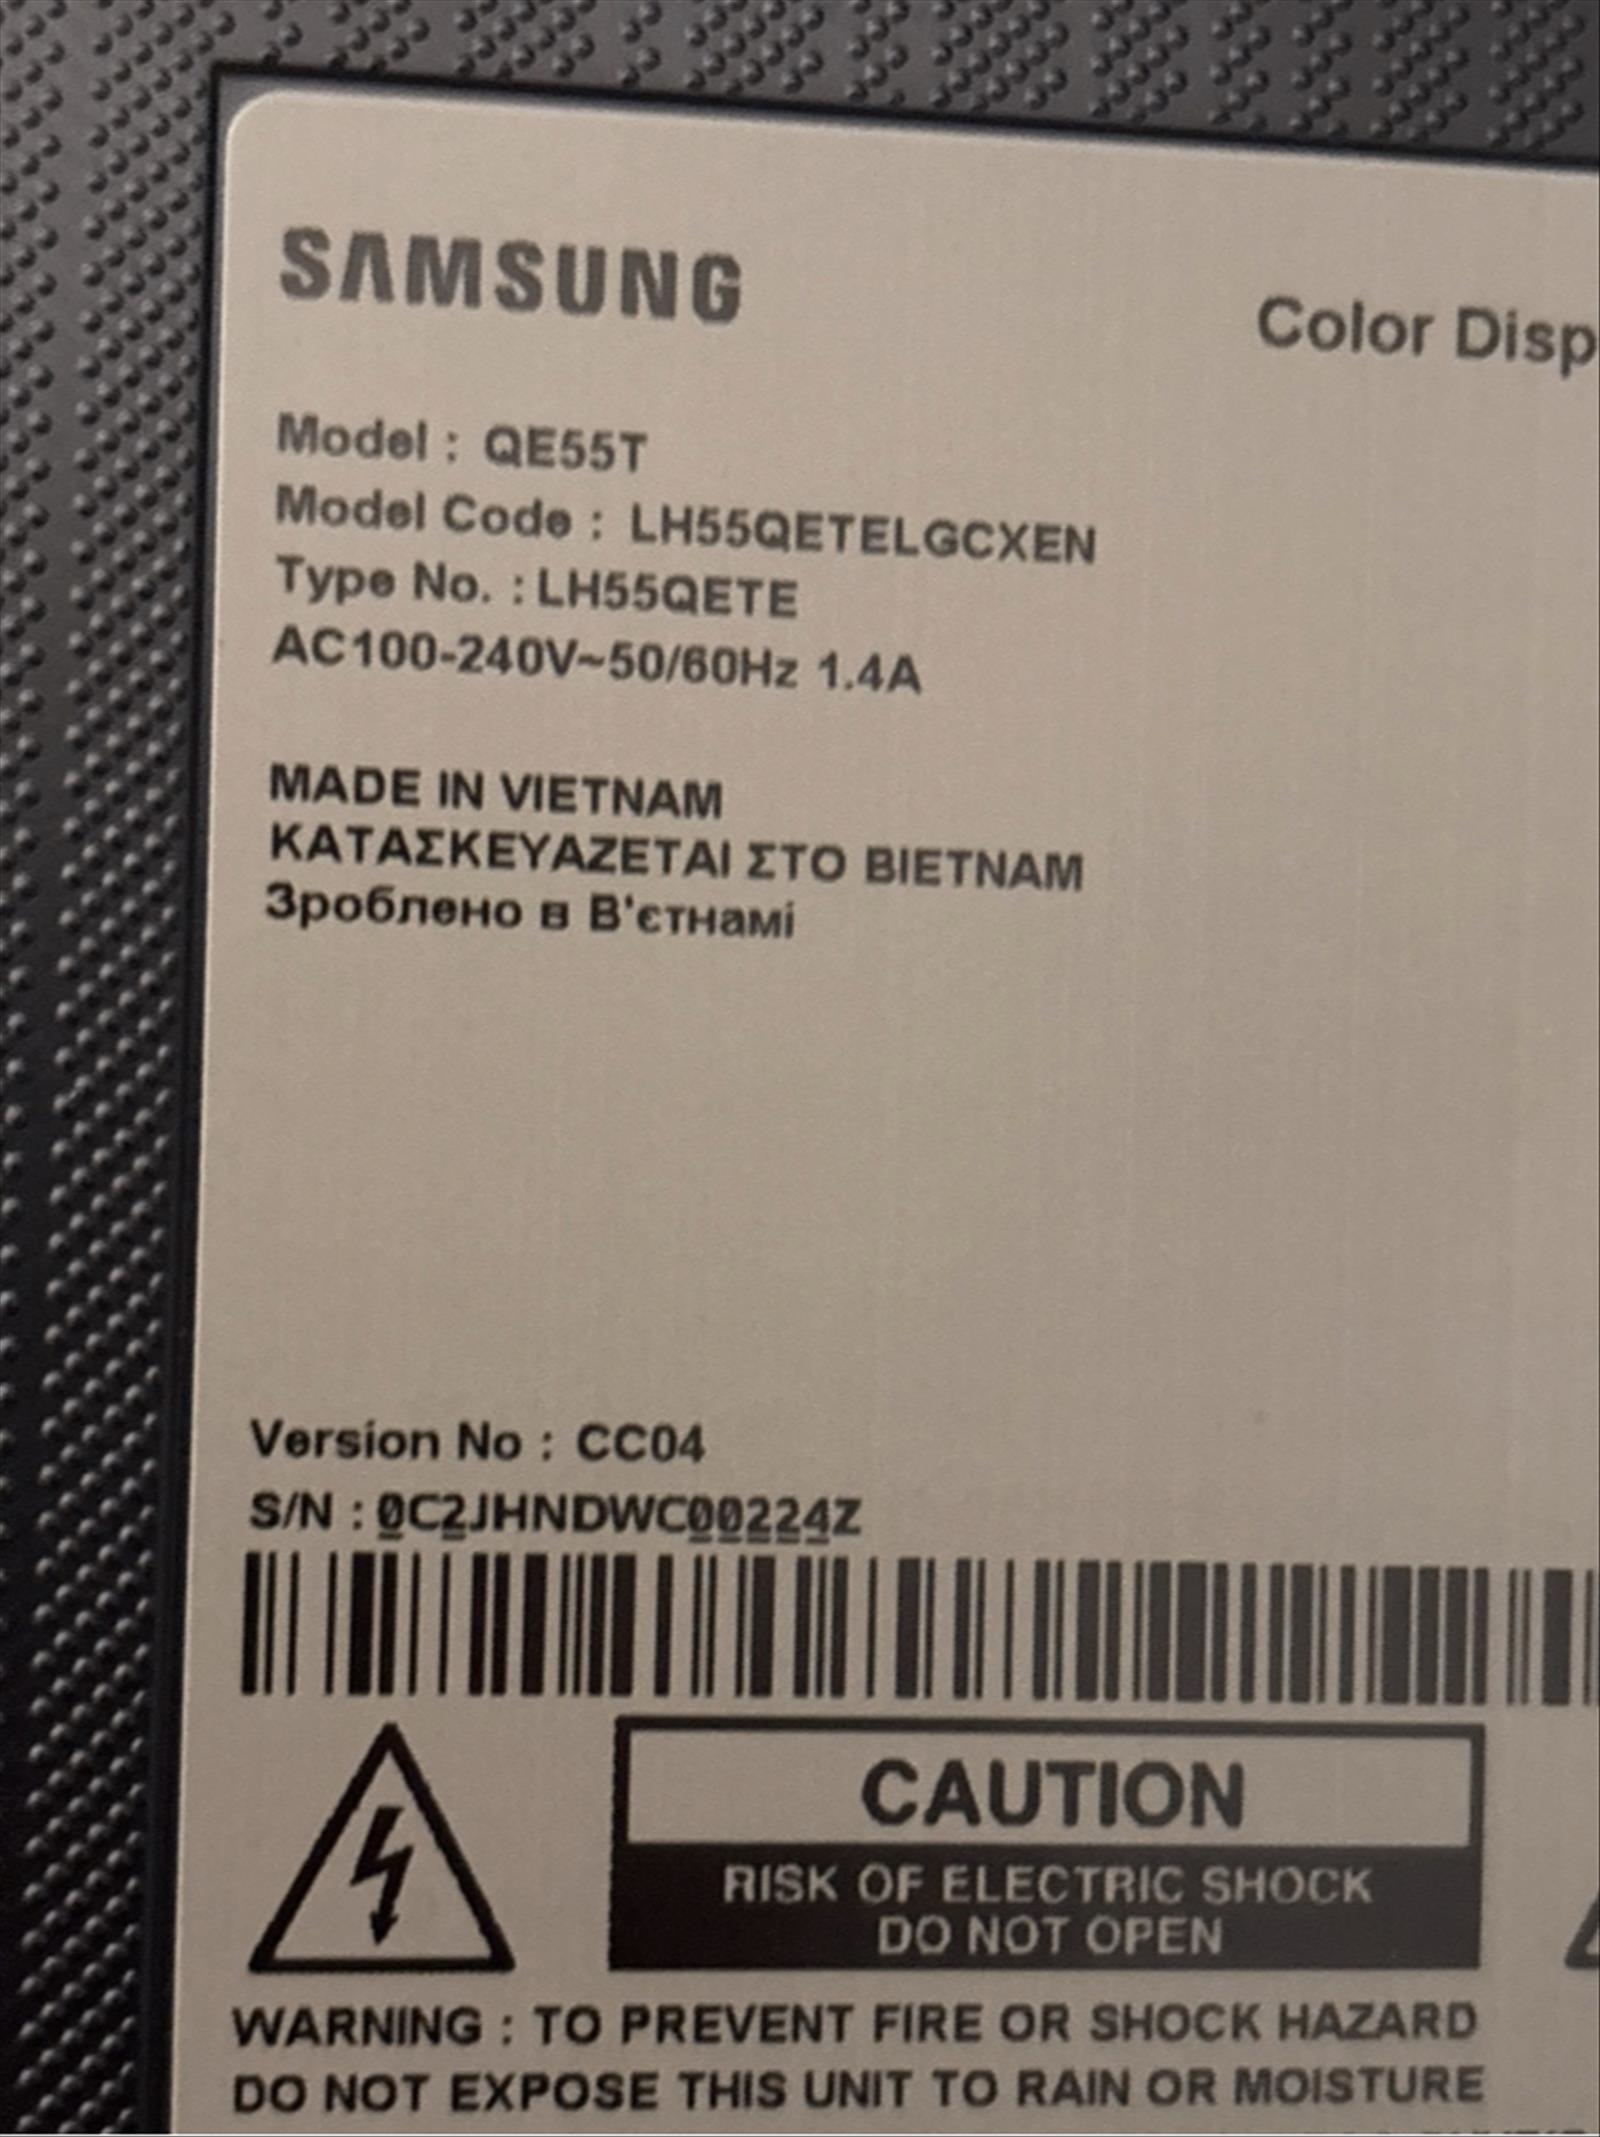 SAMSUNG
Color Disp
Model : QE55T
Model Code : LH55QETELGCXEN
Type No. : LH55QETE
AC100-240V~50/60Hz 1.4A
MADE IN VIETNAM
ΚΑΤΑΣΚΕΥΑΖΕΤΑΙ ΣΤΟ ΒΙΕΤΝΑΜ
Зроблено в В'єтнамі
Version No : CC04
S/N : 0C2JHNDWC00224Z
CAUTION
RISK OF ELECTRIC SHOCK
DO NOT OPEN
WARNING : TO PREVENT FIRE OR SHOCK HAZARD
DO NOT EXPOSE THIS UNIT TO RAIN OR MOISTURE